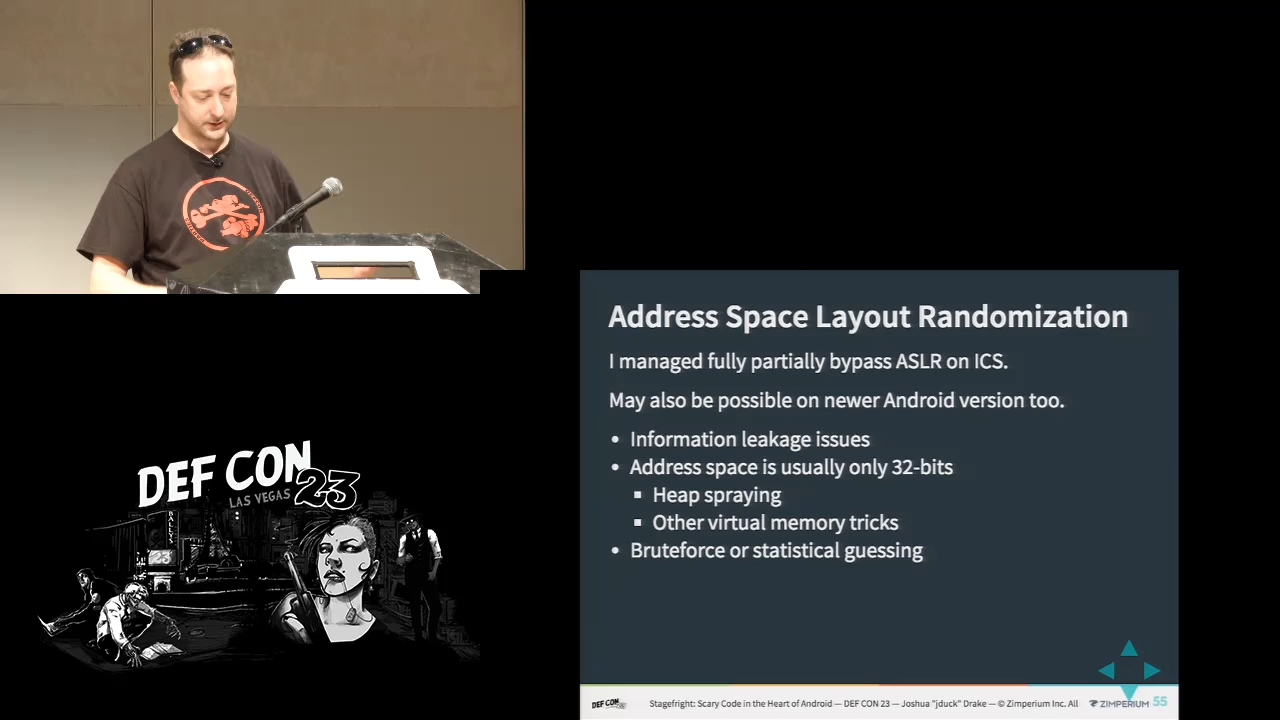 Address Space Layout Randomization
I managed fully partially bypass ASLR on ICS.
May also be possible on newer Android version too.
• Information leakage issues
• Address space is usually only 32-bits
▪ Heap spraying
▪ Other virtual memory tricks
• Bruteforce or statistical guessing
DEF CON
LAS VEGAS 23
BALLYS
DEF CON
Stagefright: Scary Code in the Heart of Android — DEF CON 23 — Joshua "jduck" Drake — © Zimperium Inc. All
ZIMPERIUM 55